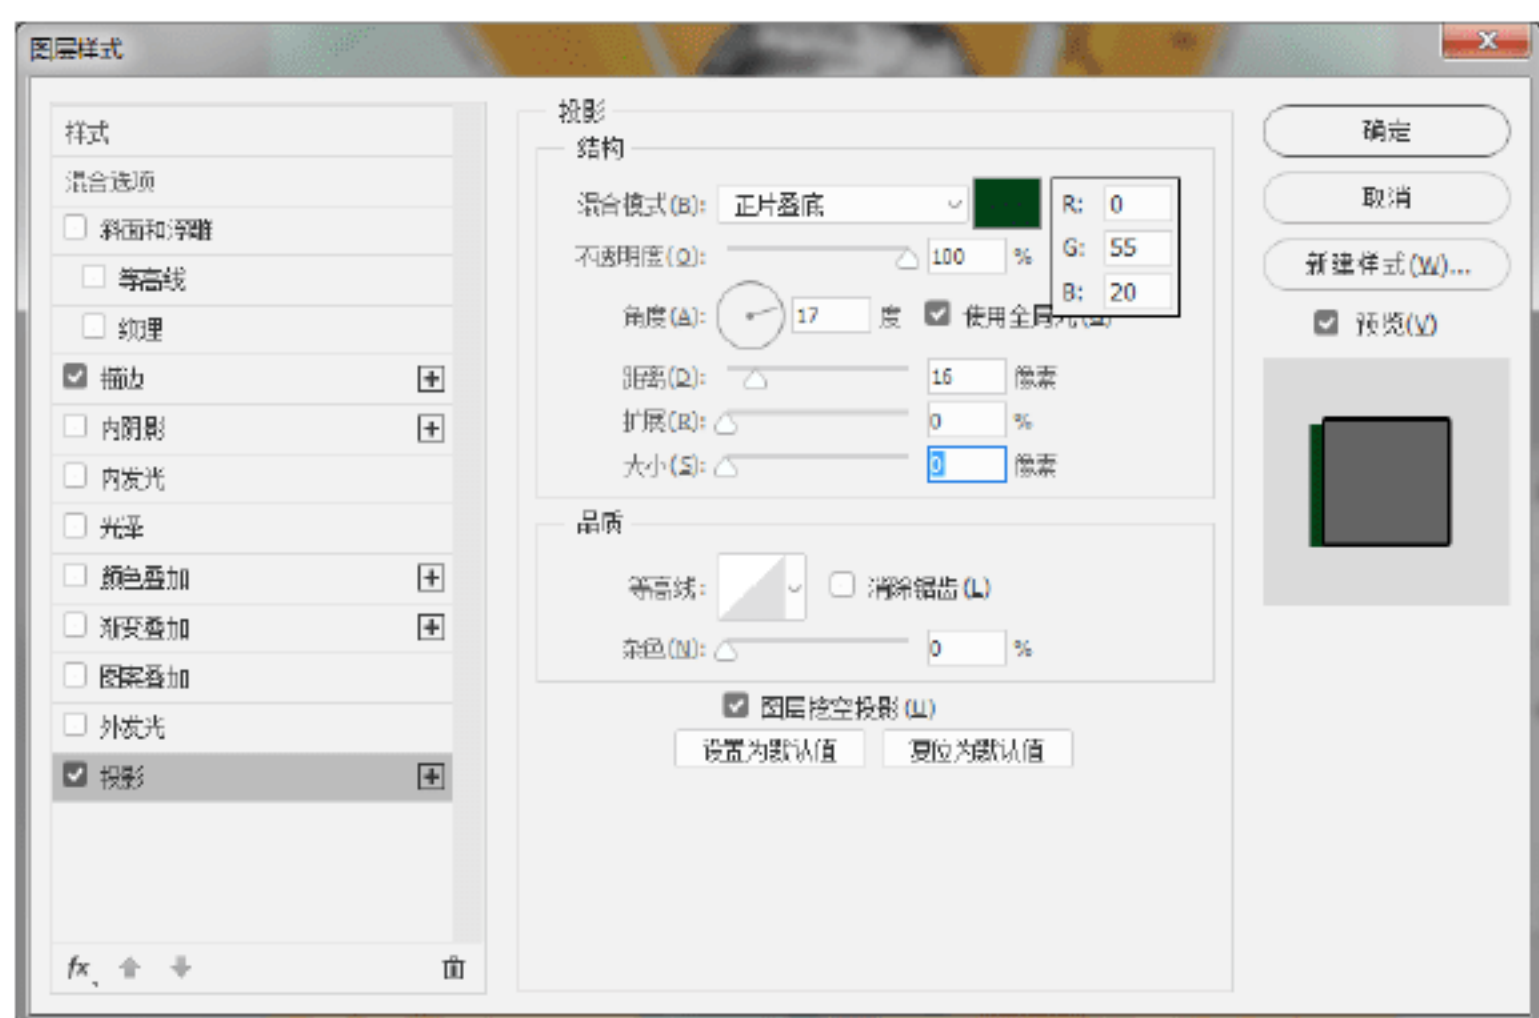 图层样式
样式
混合选项
斜面和浮雕
等高线
纹理
描边
内阴影
内发光
光泽
颜色叠加
渐变叠加
图案叠加
外发光
投影
fx
投影
结构
混合模式(B): 正片叠底
R: 0
G: 55
B: 20
不透明度(O): 100 %
角度(A): 17 度 使用全局光
距离(D): 16 像素
扩展(R): 0 %
大小(S): 0 像素
品质
等高线: 消除锯齿(L)
杂色(N): 0 %
图层挖空投影(U)
设置为默认值 复位为默认值
确定
取消
新建样式(W)...
预览(V)